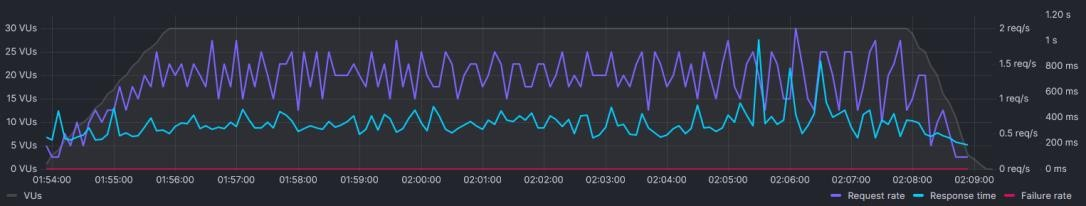 1.20 s
30 VUs 2 req/s
1 s
25 VUs 1.5 req/s 800 ms
20 VUs
15 VUs 1 req/s 600 ms
10 VUs 400 ms
0.5 req/s
5 VUs 200 ms
0 VUs 0 req/s 0 ms
01:54:00 01:55:00 01:56:00 01:57:00 01:58:00 01:59:00 02:00:00 02:01:00 02:02:00 02:03:00 02:04:00 02:05:00 02:06:00 02:07:00 02:08:00 02:09:00
VUs Request rate Response time Failure rate